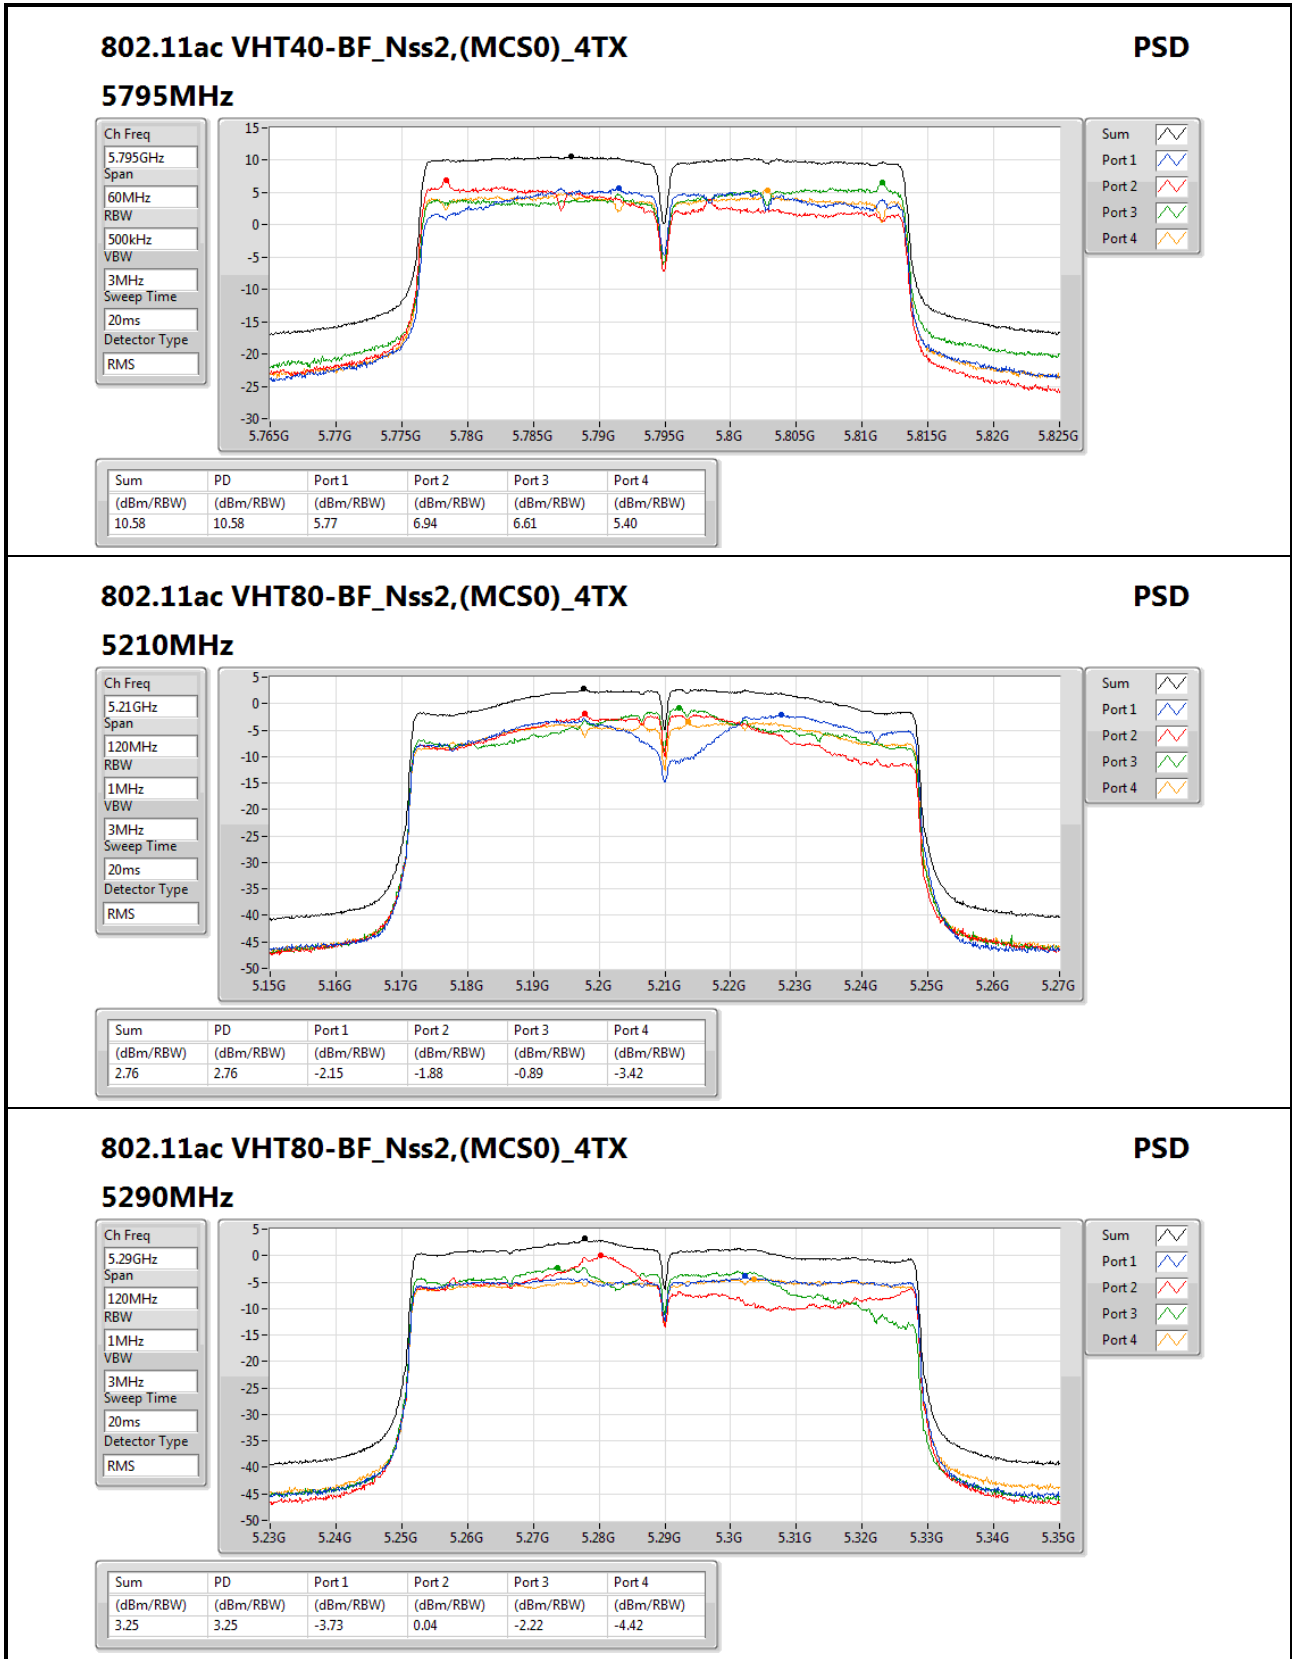 802.11ac VHT40-BF_Nss2,(MCS0)_4TX PSD
5795MHz
Ch Freq
5.795GHz
Span
60MHz
RBW
500kHz
VBW
3MHz
Sweep Time
20ms
Detector Type
RMS
15
10
5
0
-5
-10
-15
-20
-25
-30
5.765G 5.77G 5.775G 5.78G 5.785G 5.79G 5.795G 5.8G 5.805G 5.81G 5.815G 5.82G 5.825G
Sum
Port 1
Port 2
Port 3
Port 4
Sum PD Port 1 Port 2 Port 3 Port 4
(dBm/RBW) (dBm/RBW) (dBm/RBW) (dBm/RBW) (dBm/RBW) (dBm/RBW)
10.58 10.58 5.77 6.94 6.61 5.40
802.11ac VHT80-BF_Nss2,(MCS0)_4TX PSD
5210MHz
Ch Freq
5.21GHz
Span
120MHz
RBW
1MHz
VBW
3MHz
Sweep Time
20ms
Detector Type
RMS
5
0
-5
-10
-15
-20
-25
-30
-35
-40
-45
-50
5.15G 5.16G 5.17G 5.18G 5.19G 5.2G 5.21G 5.22G 5.23G 5.24G 5.25G 5.26G 5.27G
Sum
Port 1
Port 2
Port 3
Port 4
Sum PD Port 1 Port 2 Port 3 Port 4
(dBm/RBW) (dBm/RBW) (dBm/RBW) (dBm/RBW) (dBm/RBW) (dBm/RBW)
2.76 2.76 -2.15 -1.88 -0.89 -3.42
802.11ac VHT80-BF_Nss2,(MCS0)_4TX PSD
5290MHz
Ch Freq
5.29GHz
Span
120MHz
RBW
1MHz
VBW
3MHz
Sweep Time
20ms
Detector Type
RMS
5
0
-5
-10
-15
-20
-25
-30
-35
-40
-45
-50
5.23G 5.24G 5.25G 5.26G 5.27G 5.28G 5.29G 5.3G 5.31G 5.32G 5.33G 5.34G 5.35G
Sum
Port 1
Port 2
Port 3
Port 4
Sum PD Port 1 Port 2 Port 3 Port 4
(dBm/RBW) (dBm/RBW) (dBm/RBW) (dBm/RBW) (dBm/RBW) (dBm/RBW)
3.25 3.25 -3.73 0.04 -2.22 -4.42